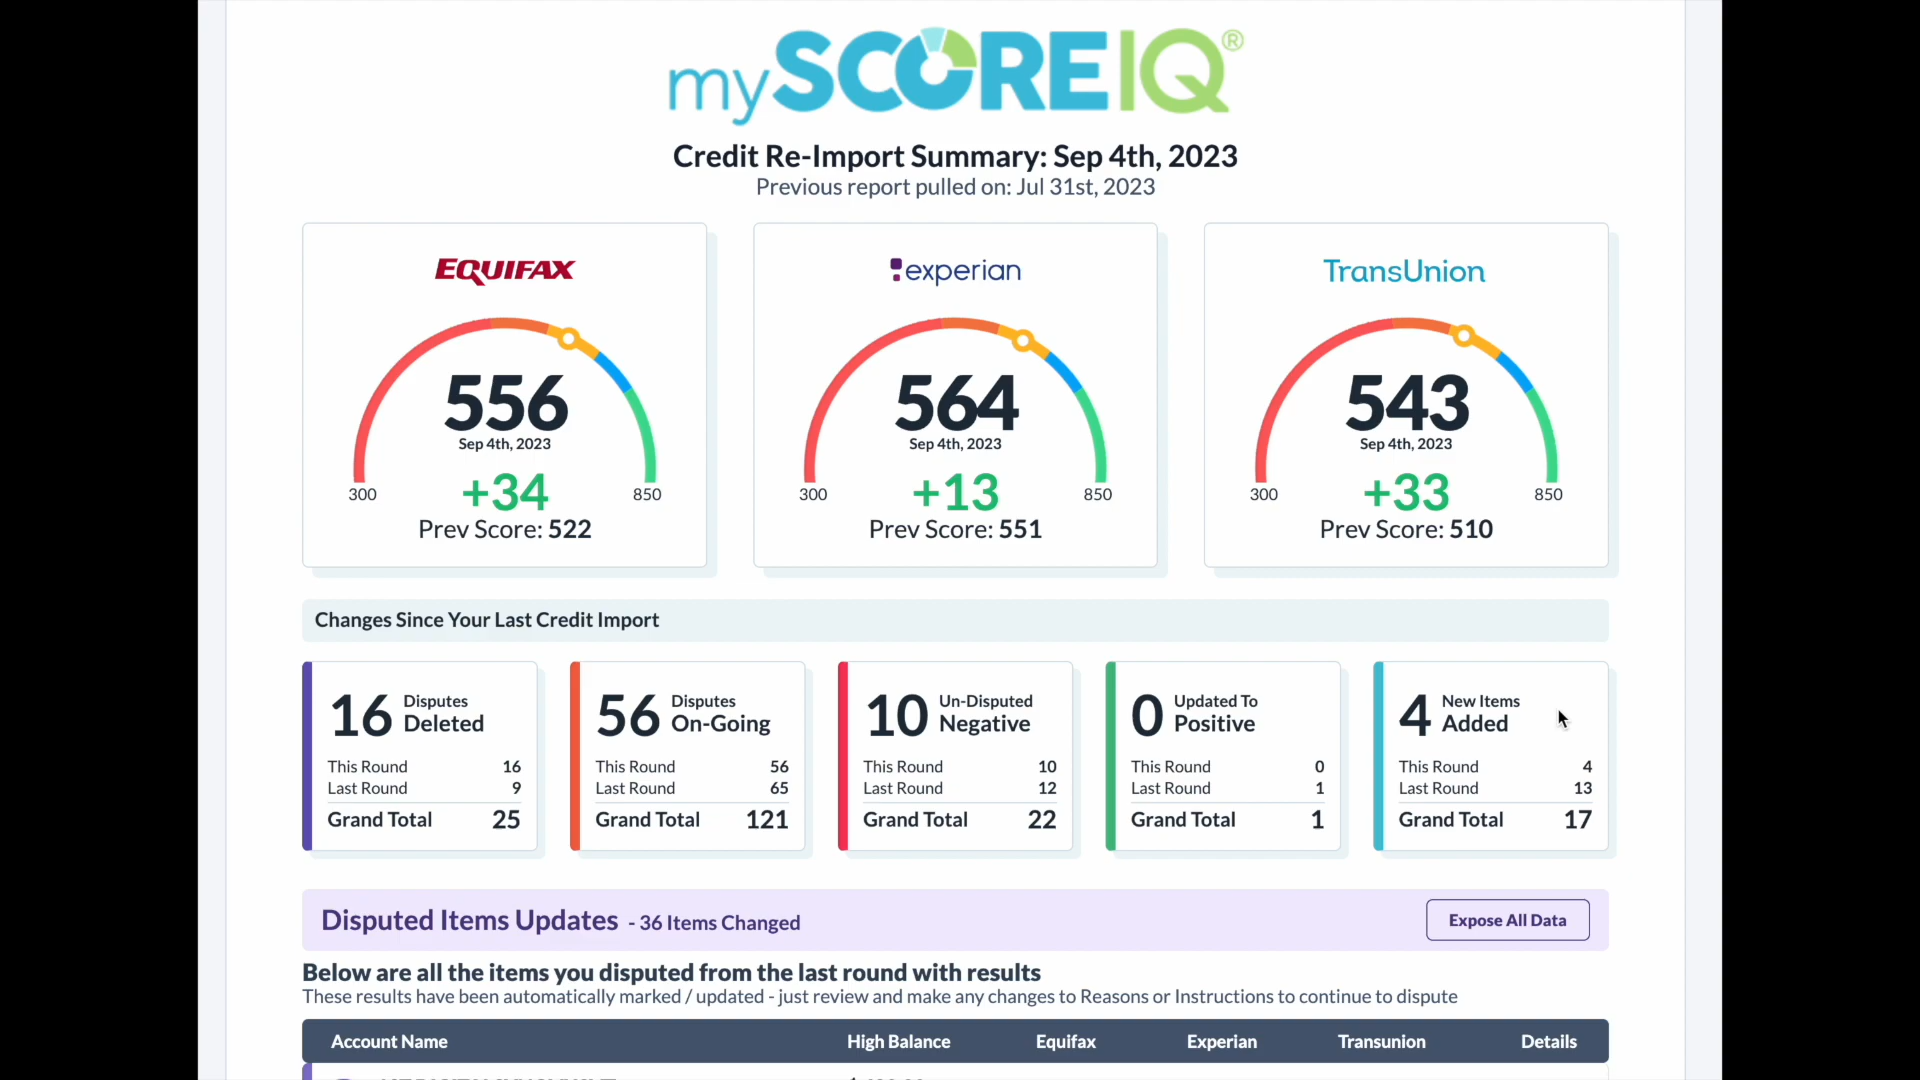 mySCOREIQ®
Credit Re-Import Summary: Sep 4th, 2023
Previous report pulled on: Jul 31st, 2023
EQUIFAX
556
Sep 4th, 2023
300
+34
850
Prev Score: 522
experian
564
Sep 4th, 2023
300
+13
850
Prev Score: 551
TransUnion
543
Sep 4th, 2023
300
+33
850
Prev Score: 510
Changes Since Your Last Credit Import
16 Disputes Deleted
This Round 16
Last Round 9
Grand Total 25
56 Disputes On-Going
This Round 56
Last Round 65
Grand Total 121
10 Un-Disputed Negative
This Round 10
Last Round 12
Grand Total 22
0 Updated To Positive
This Round 0
Last Round 1
Grand Total 1
4 New Items Added
This Round 4
Last Round 13
Grand Total 17
Disputed Items Updates - 36 Items Changed
Expose All Data
Below are all the items you disputed from the last round with results
These results have been automatically marked / updated - just review and make any changes to Reasons or Instructions to continue to dispute
Account Name High Balance Equifax Experian Transunion Details